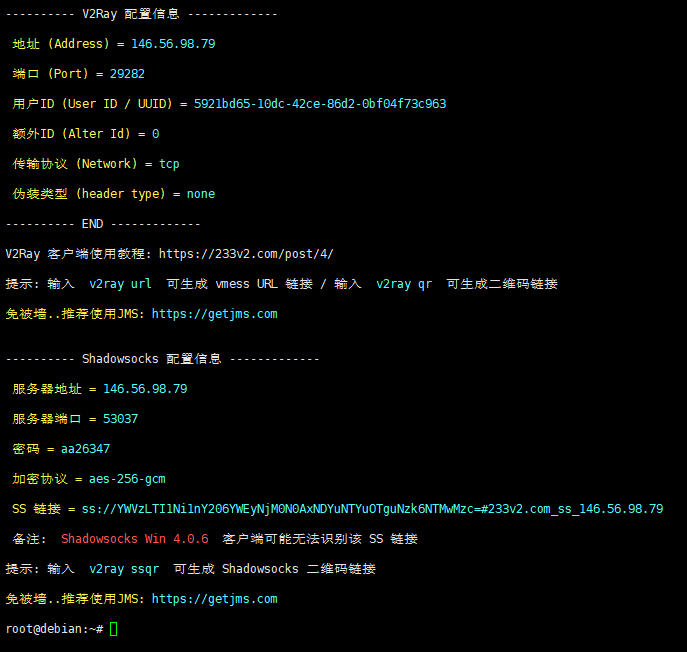 ---------- V2Ray 配置信息 -------------
地址 (Address) = 146.56.98.79
端口 (Port) = 29282
用户ID (User ID / UUID) = 5921bd65-10dc-42ce-86d2-0bf04f73c963
额外ID (Alter Id) = 0
传输协议 (Network) = tcp
伪装类型 (header type) = none
---------- END -------------
V2Ray 客户端使用教程: https://233v2.com/post/4/
提示: 输入 v2ray url 可生成 vmess URL 链接 / 输入 v2ray qr 可生成二维码链接
免被墙..推荐使用JMS: https://getjms.com
---------- Shadowsocks 配置信息 -------------
服务器地址 = 146.56.98.79
服务器端口 = 53037
密码 = aa26347
加密协议 = aes-256-gcm
SS 链接 = ss://YWVzLTI1Ni1nY206YWEyNjM0N0AxNDYuNTYuOTguNzk6NTMwMzc=#233v2.com_ss_146.56.98.79
备注: Shadowsocks Win 4.0.6 客户端可能无法识别该 SS 链接
提示: 输入 v2ray ssqr 可生成 Shadowsocks 二维码链接
免被墙..推荐使用JMS: https://getjms.com
root@debian:~#